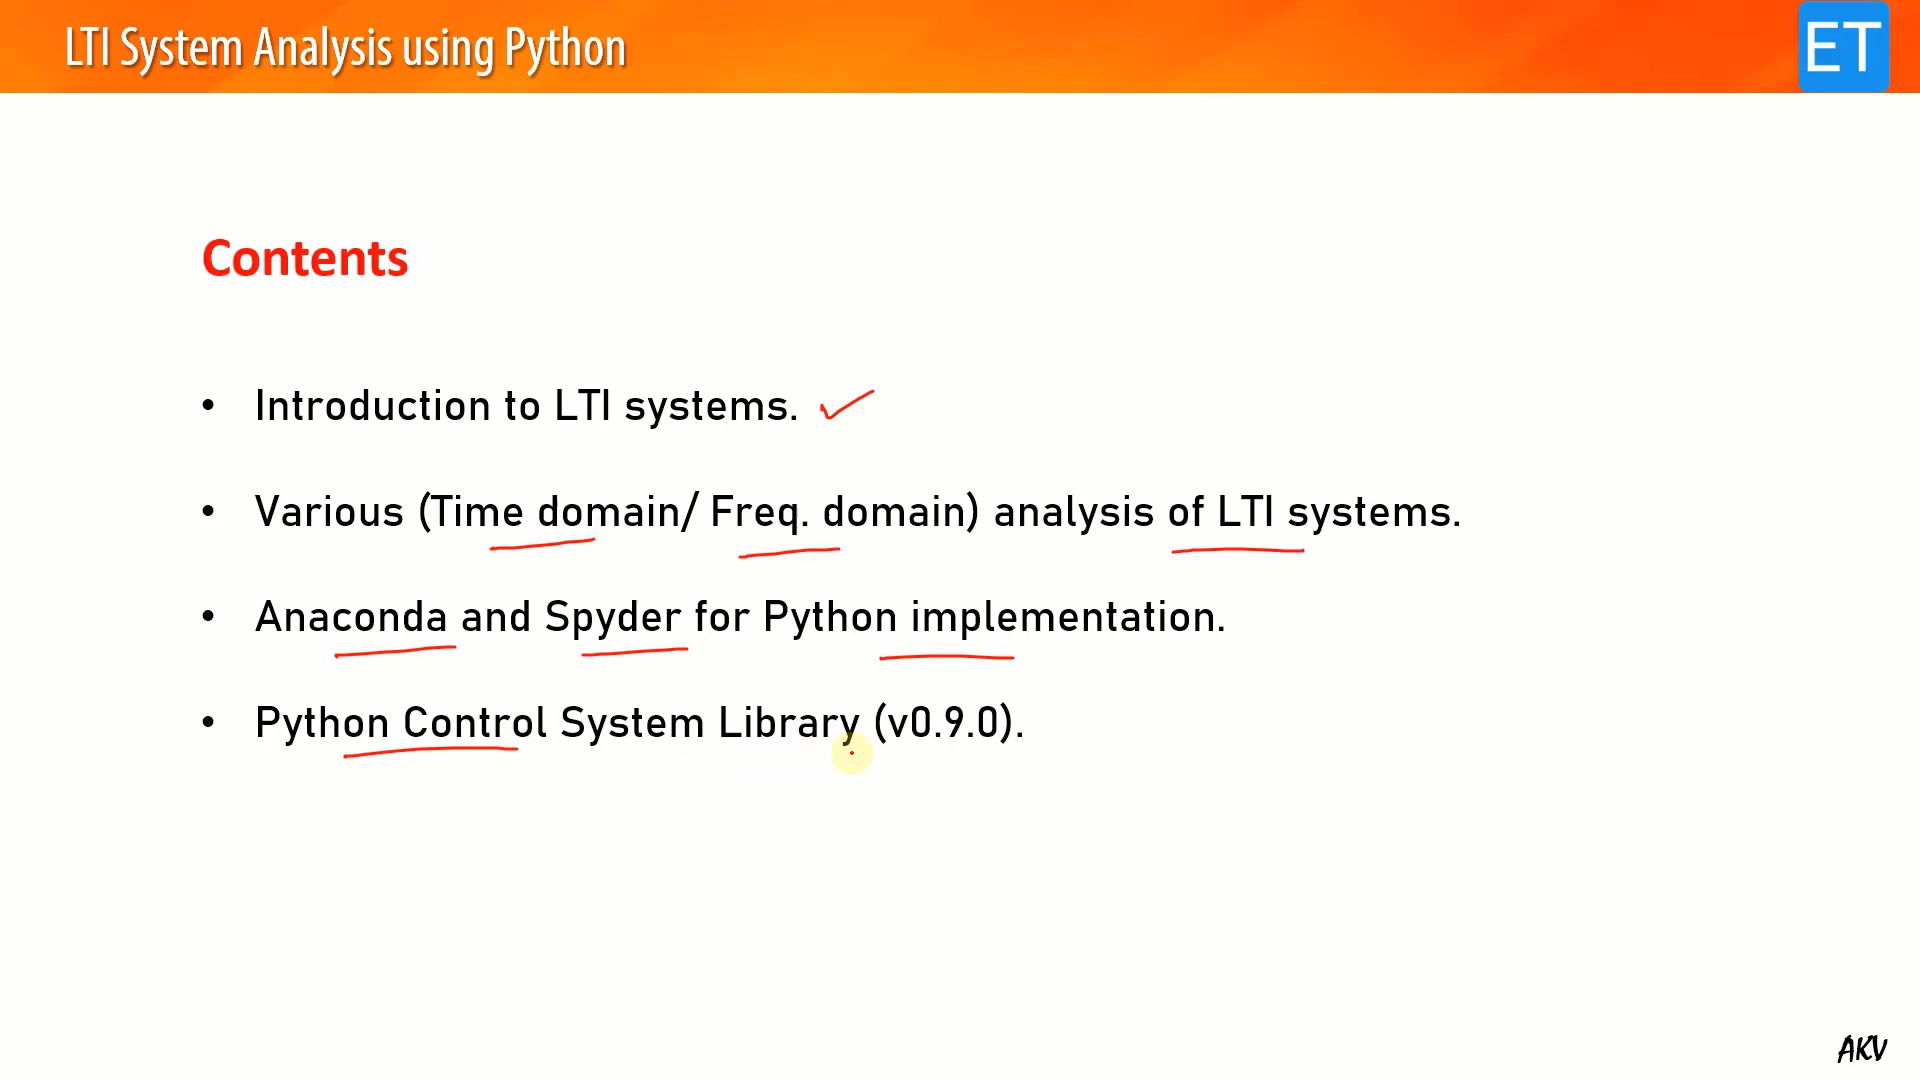 LTI System Analysis using Python
ET
Contents
• Introduction to LTI systems.
• Various (Time domain/ Freq. domain) analysis of LTI systems.
• Anaconda and Spyder for Python implementation.
• Python Control System Library (v0.9.0).
AKV